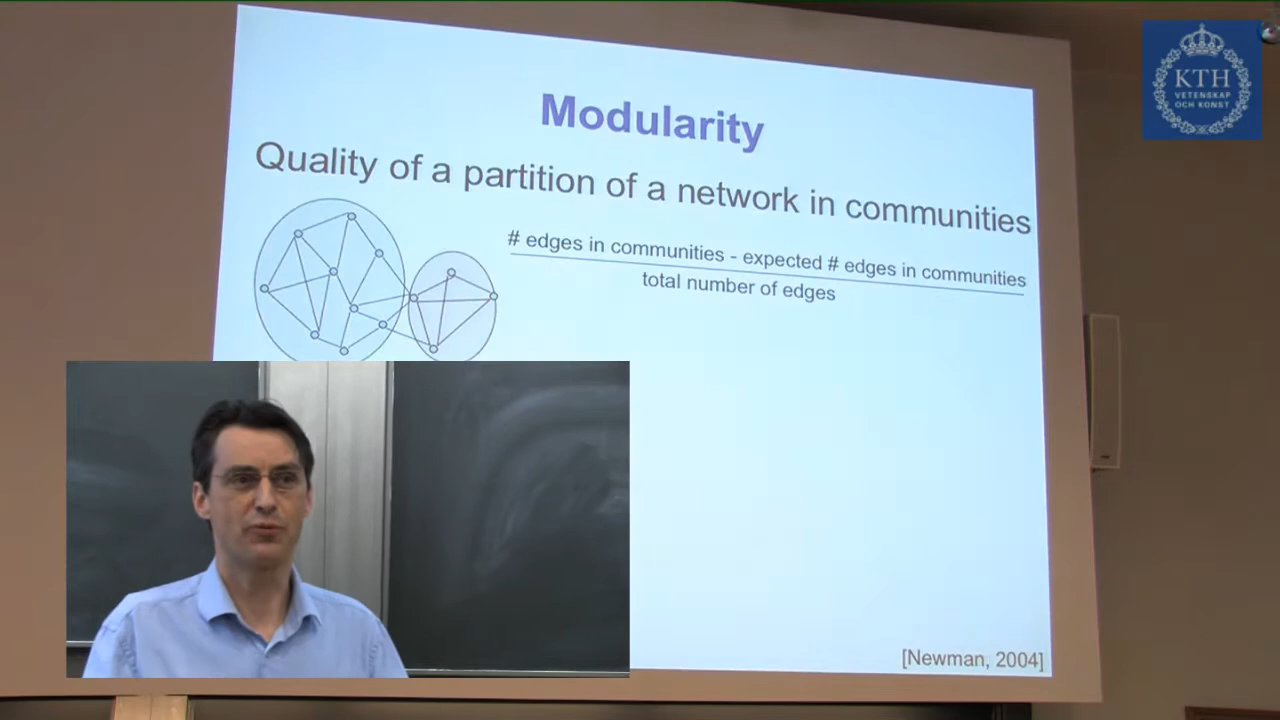 Modularity
Quality of a partition of a network in communities
# edges in communities - expected # edges in communities
total number of edges
[Newman, 2004]
KTH
VETENSKAP
OCH KONST